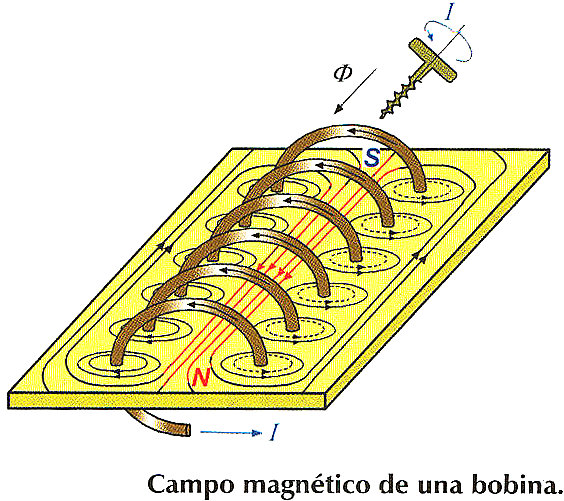 I
Φ
S
N
I
Campo magnético de una bobina.